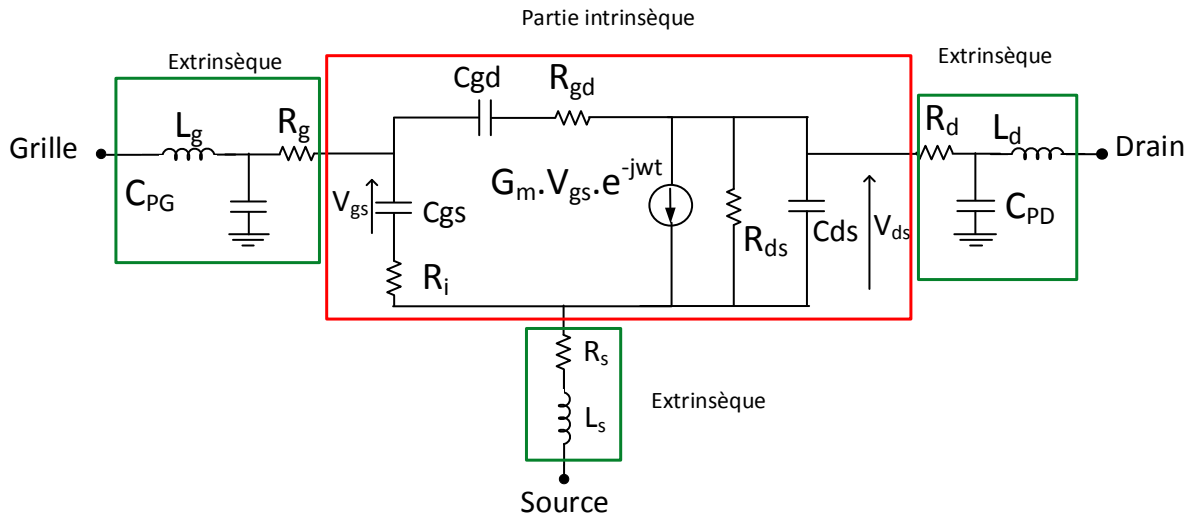 Partie intrinsèque
Extrinsèque
Extrinsèque
Cgd
Rgd
Lg
Rg
Rd
Ld
Grille
Drain
Gm.Vgs.e-jwt
CPG
Vgs
Cgs
Rds
Cds
Vds
CPD
Ri
Rs
Extrinsèque
Ls
Source